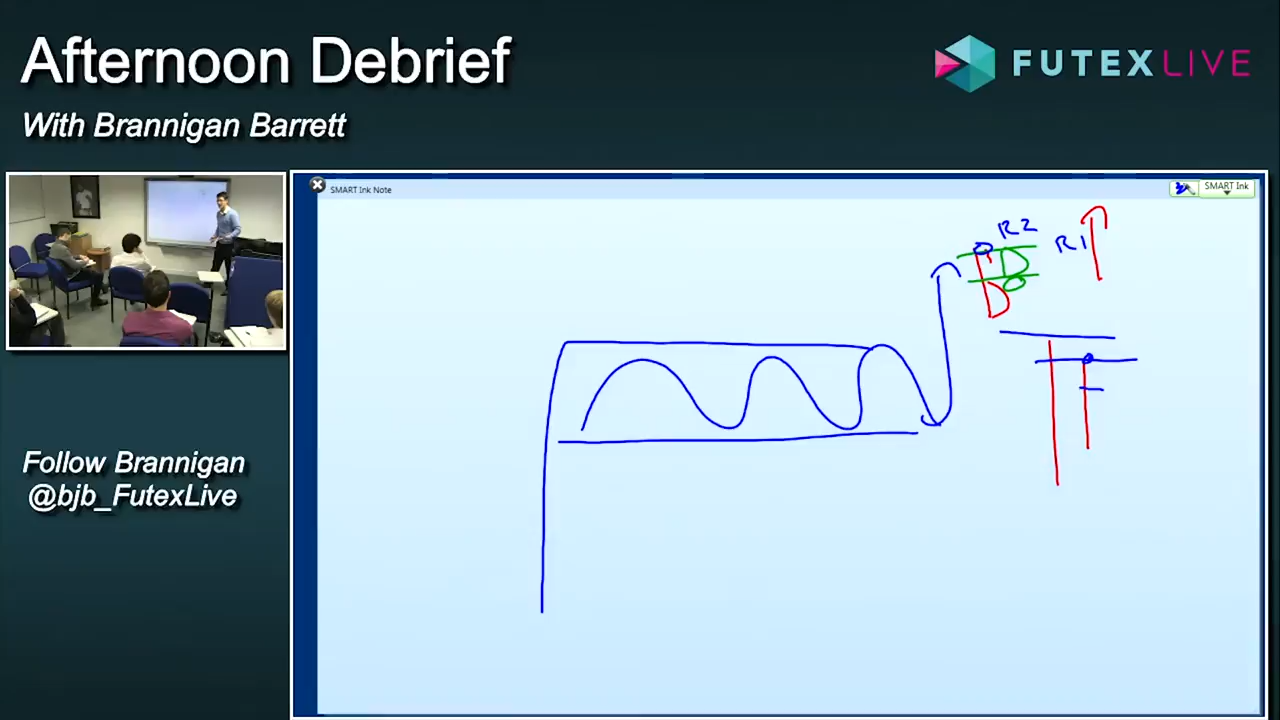 Afternoon Debrief
With Brannigan Barrett
FUTEXLIVE
SMART Ink Note
SMART Ink
R2
R1
Follow Brannigan
@bjb_FutexLive